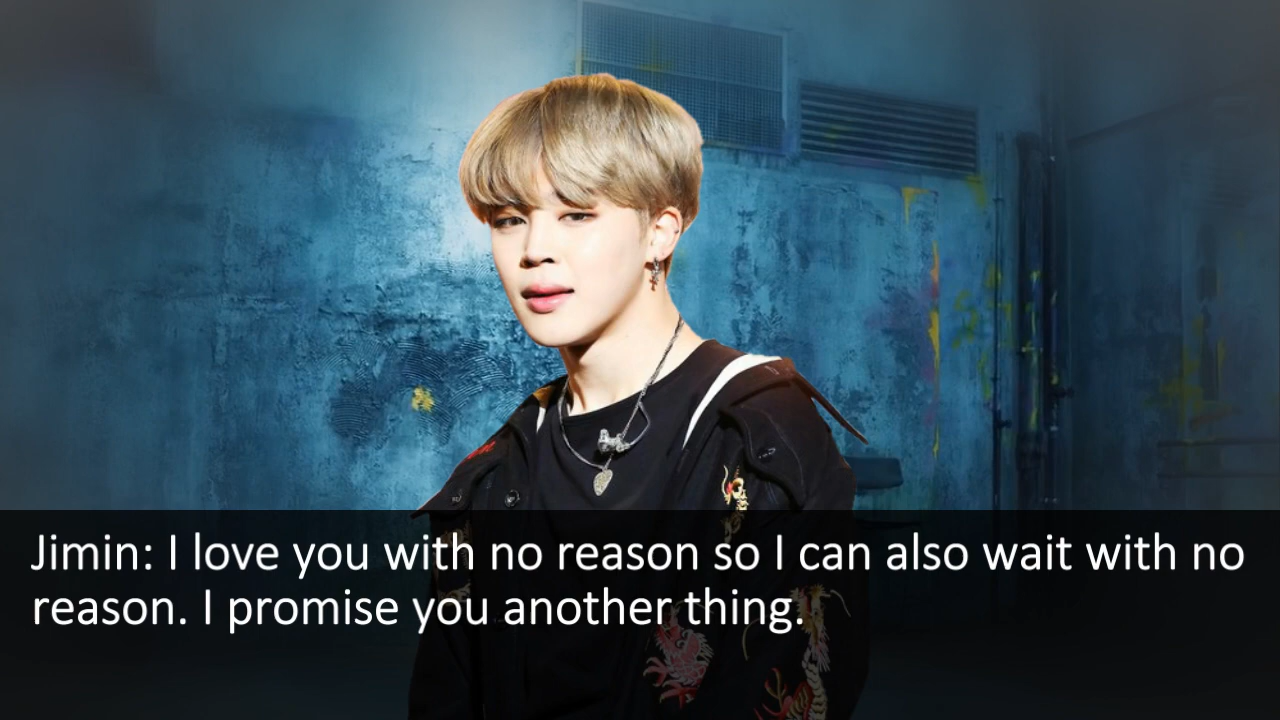 Jimin: I love you with no reason so I can also wait with no
reason. I promise you another thing.